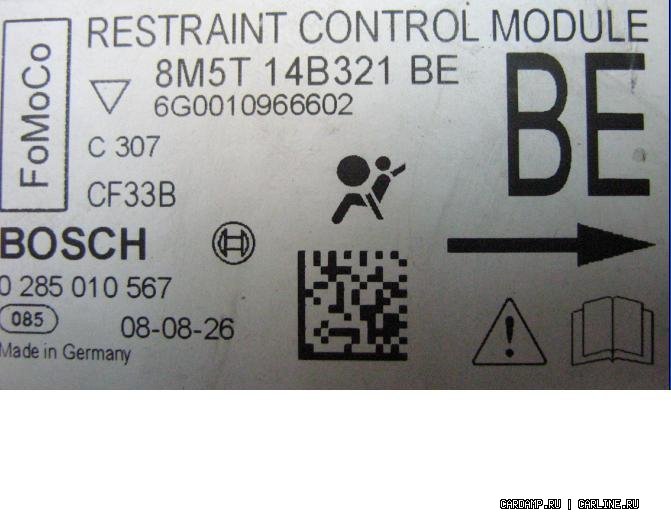 RESTRAINT CONTROL MODULE
FoMoCo
8M5T 14B321 BE
6G0010966602
BE
C 307
CF33B
BOSCH
0 285 010 567
085
08-08-26
Made in Germany
CARDAMP.RU | CARLINE.RU